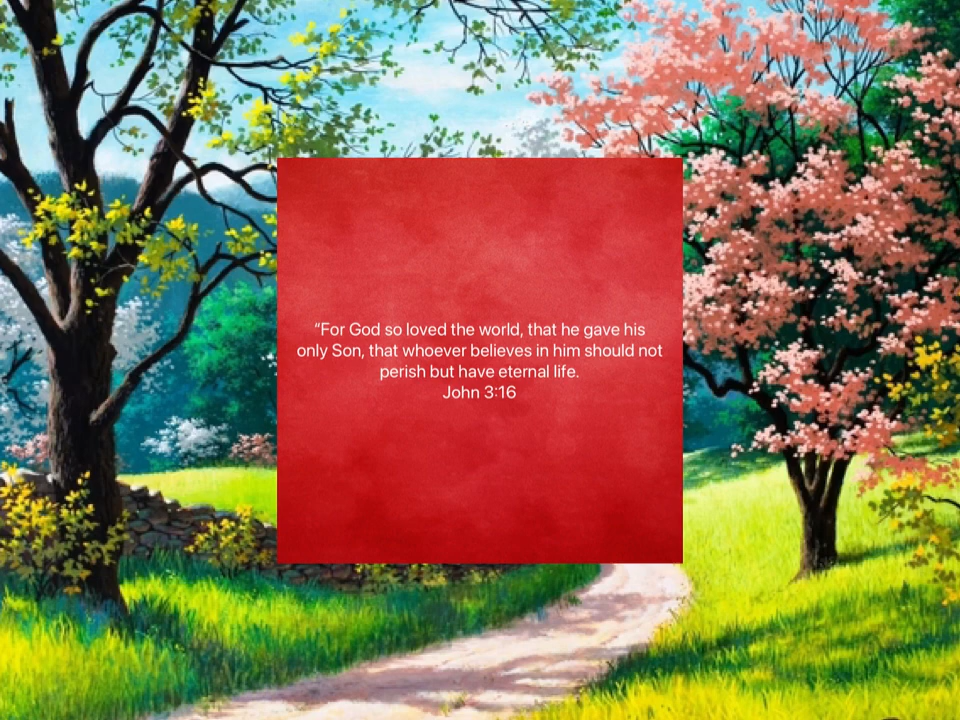 “For God so loved the world, that he gave his
only Son, that whoever believes in him should not
perish but have eternal life.
John 3:16